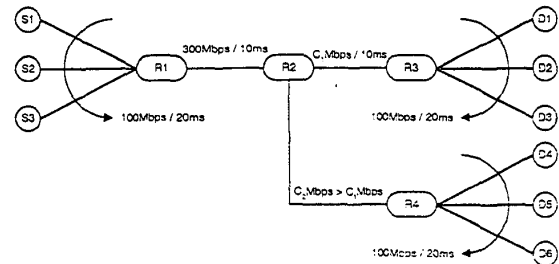 S1
D1
300Mbps / 10ms
C₁Mbps / 10ms
S2
R1
R2
R3
D2
S3
D3
100Mbps / 20ms
100Mbps / 20ms
D4
C₂Mbps > C₁Mbps
R4
D5
D6
100Mbps / 20ms